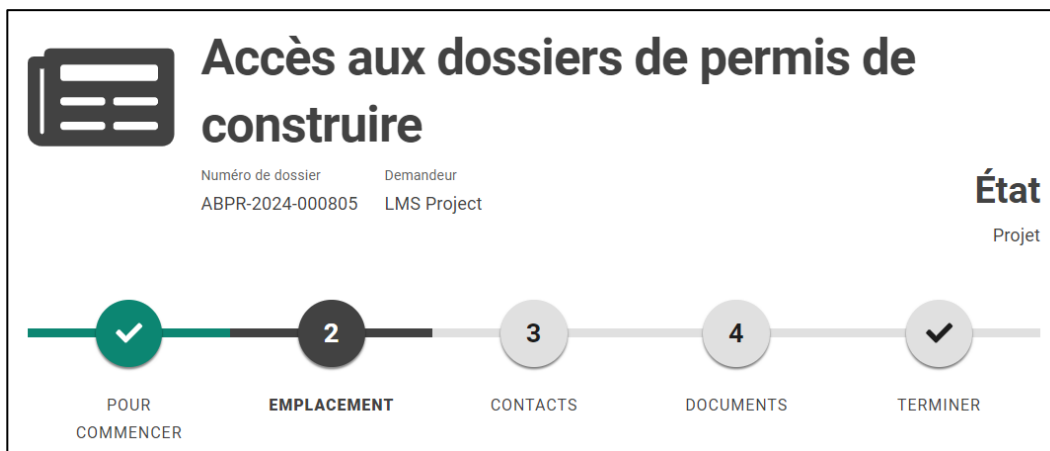 Accès aux dossiers de permis de
construire
Numéro de dossier Demandeur
ABPR-2024-000805 LMS Project
État
Projet
2 3 4
POUR EMPLACEMENT CONTACTS DOCUMENTS TERMINER
COMMENCER